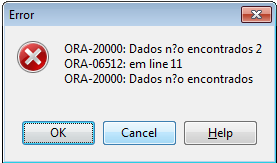 Error
ORA-20000: Dados n?o encontrados 2
ORA-06512: em line 11
ORA-20000: Dados n?o encontrados
OK
Cancel
Help